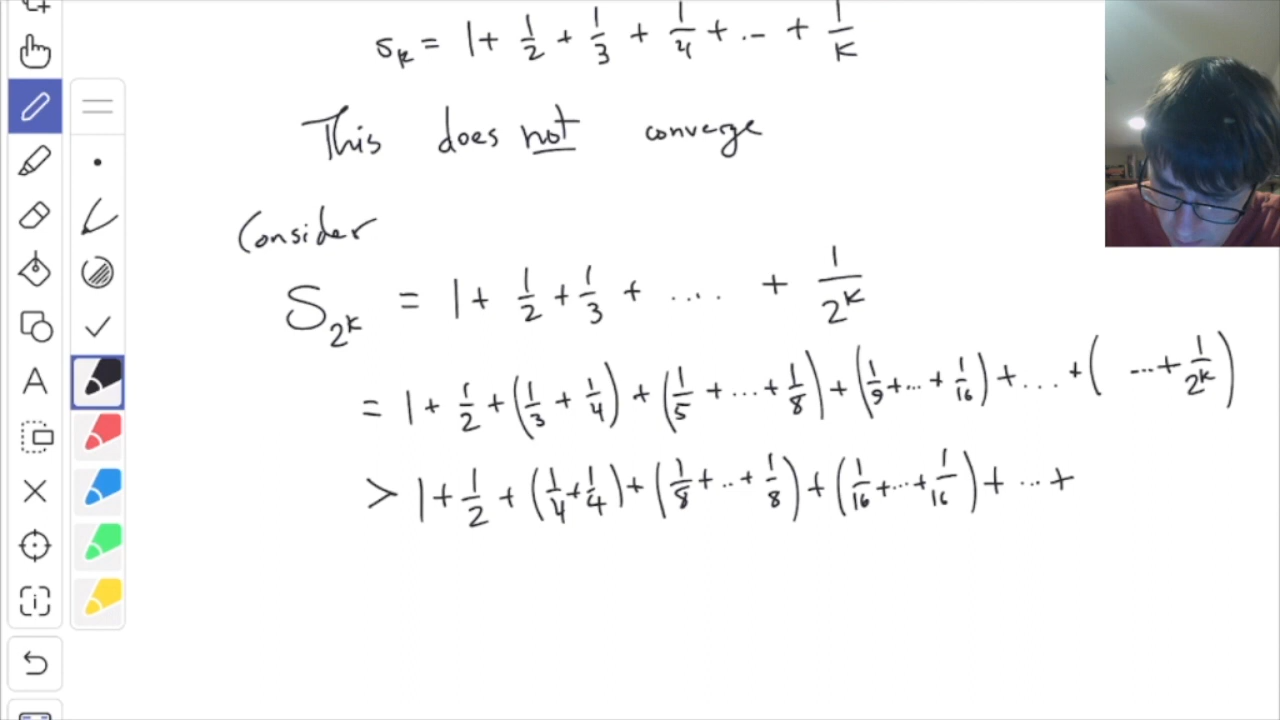 s_k = 1 + 1/2 + 1/3 + 1/4 + ... + 1/k
This does not converge
Consider
S_{2^k} = 1 + 1/2 + 1/3 + .... + 1/2^k
= 1 + 1/2 + (1/3 + 1/4) + (1/5 + ... + 1/8) + (1/9 + ... + 1/16) + .... + ( ... + 1/2^k)
> 1 + 1/2 + (1/4 + 1/4) + (1/8 + .. + 1/8) + (1/16 + ... + 1/16) + ... +